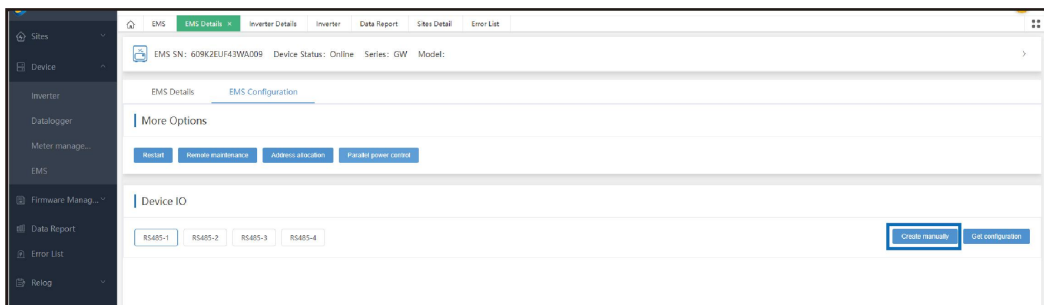 EMS
EMS Details ×
Inverter Details
Inverter
Data Report
Sites Detail
Error List
Sites
Device
Inverter
Datalogger
Meter manage...
EMS
Firmware Manag...
Data Report
Error List
Relog
EMS SN: 609K2EUF43WA009 Device Status: Online Series: GW Model:
EMS Details
EMS Configuration
More Options
Restart
Remote maintenance
Address allocation
Parallel power control
Device IO
RS485-1
RS485-2
RS485-3
RS485-4
Create manually
Get configuration